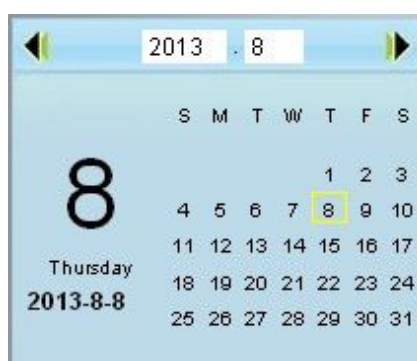 2013 . 8
S M T W T F S
1 2 3
4 5 6 7 8 9 10
11 12 13 14 15 16 17
18 19 20 21 22 23 24
25 26 27 28 29 30 31
8
Thursday
2013-8-8